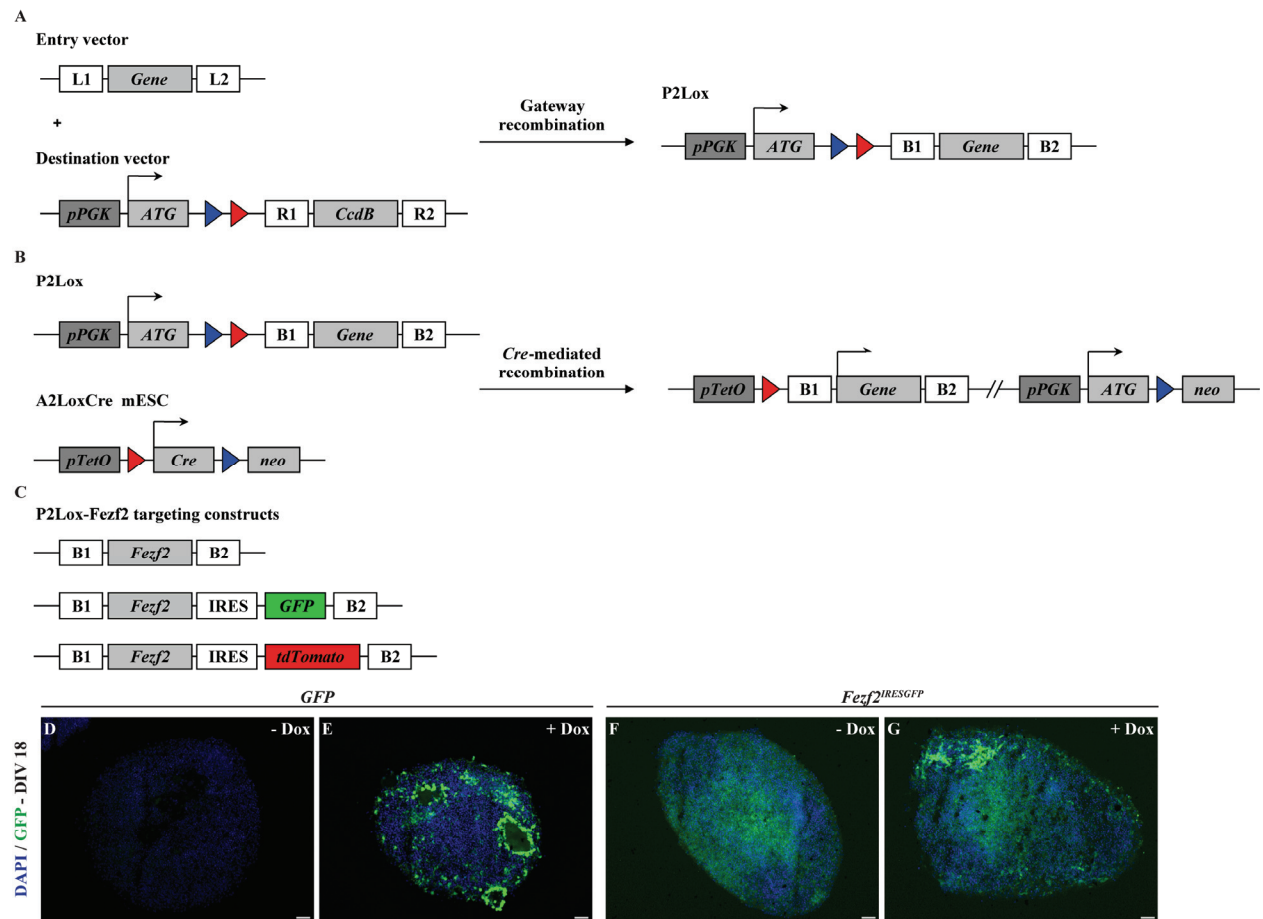 A
Entry vector
L1 Gene L2
+
Destination vector
pPGK ATG R1 CcdB R2
Gateway
recombination
P2Lox
pPGK ATG B1 Gene B2
B
P2Lox
pPGK ATG B1 Gene B2
A2LoxCre mESC
pTetO Cre neo
Cre-mediated
recombination
pTetO B1 Gene B2 // pPGK ATG neo
C
P2Lox-Fezf2 targeting constructs
B1 Fezf2 B2
B1 Fezf2 IRES GFP B2
B1 Fezf2 IRES tdTomato B2
GFP
Fezf2IRESGFP
DAPI / GFP - DIV 18
D - Dox
E + Dox
F - Dox
G + Dox